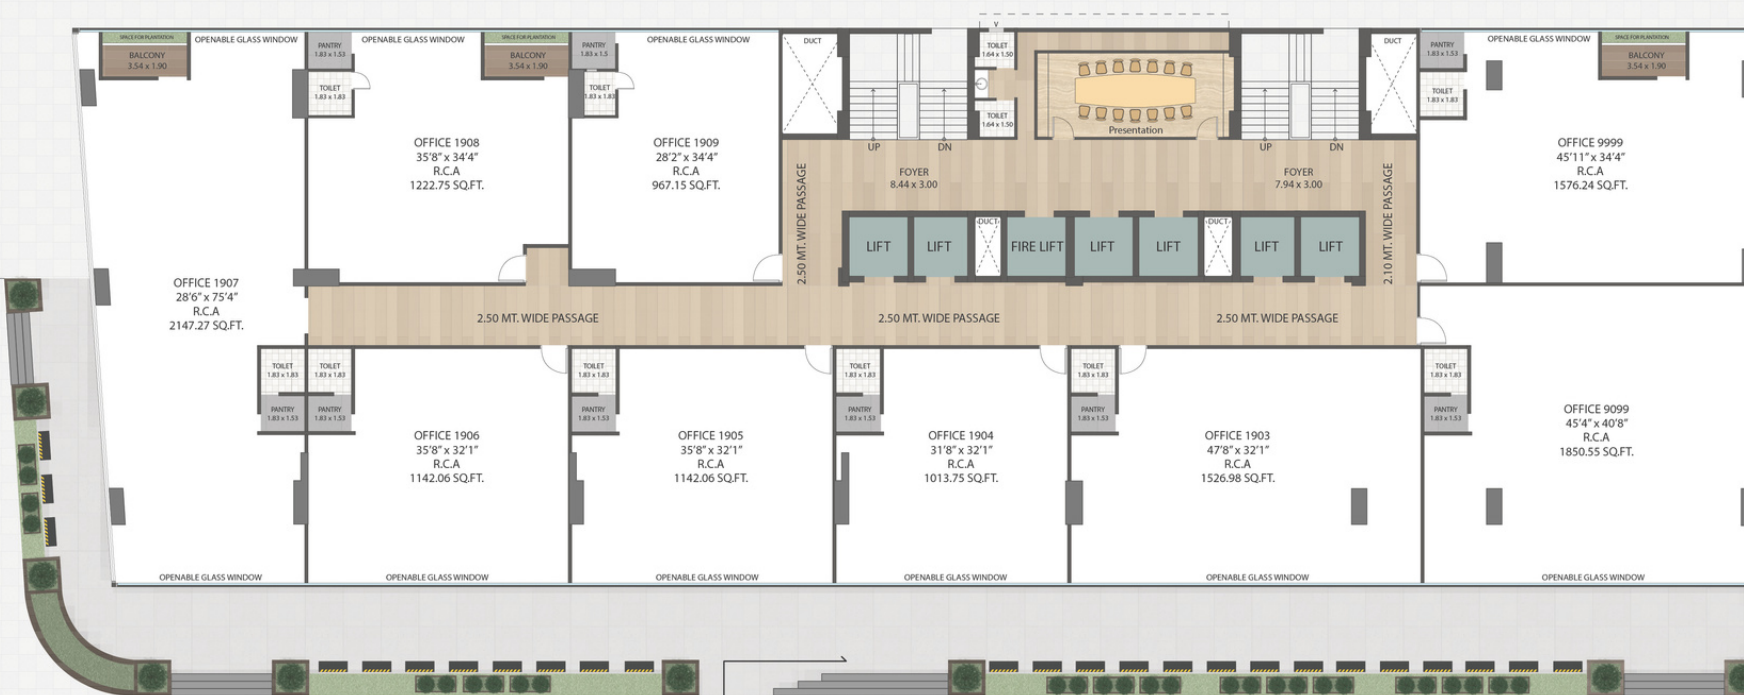 SPACE FOR PLANTATION
BALCONY
3.54 x 1.90
OPENABLE GLASS WINDOW
PANTRY
1.83 x 1.53
TOILET
1.83 x 1.83
OPENABLE GLASS WINDOW
SPACE FOR PLANTATION
BALCONY
3.54 x 1.90
PANTRY
1.83 x 1.5
TOILET
1.83 x 1.83
OPENABLE GLASS WINDOW
DUCT
UP
DN
V
TOILET
1.64 x 1.50
TOILET
1.64 x 1.50
Presentation
UP
DN
DUCT
PANTRY
1.83 x 1.53
TOILET
1.83 x 1.83
OPENABLE GLASS WINDOW
SPACE FOR PLANTATION
BALCONY
3.54 x 1.90
OFFICE 1908
35'8" x 34'4"
R.C.A
1222.75 SQ.FT.
OFFICE 1909
28'2" x 34'4"
R.C.A
967.15 SQ.FT.
2.50 MT. WIDE PASSAGE
FOYER
8.44 x 3.00
FOYER
7.94 x 3.00
2.10 MT. WIDE PASSAGE
OFFICE 9999
45'11" x 34'4"
R.C.A
1576.24 SQ.FT.
LIFT
LIFT
DUCT
FIRE LIFT
LIFT
LIFT
DUCT
LIFT
LIFT
OFFICE 1907
28'6" x 75'4"
R.C.A
2147.27 SQ.FT.
2.50 MT. WIDE PASSAGE
2.50 MT. WIDE PASSAGE
2.50 MT. WIDE PASSAGE
TOILET
1.83 x 1.83
PANTRY
1.83 x 1.53
TOILET
1.83 x 1.83
PANTRY
1.83 x 1.53
TOILET
1.83 x 1.83
PANTRY
1.83 x 1.53
TOILET
1.83 x 1.83
PANTRY
1.83 x 1.53
TOILET
1.83 x 1.83
PANTRY
1.83 x 1.53
TOILET
1.83 x 1.83
PANTRY
1.83 x 1.53
OFFICE 1906
35'8" x 32'1"
R.C.A
1142.06 SQ.FT.
OFFICE 1905
35'8" x 32'1"
R.C.A
1142.06 SQ.FT.
OFFICE 1904
31'8" x 32'1"
R.C.A
1013.75 SQ.FT.
OFFICE 1903
47'8" x 32'1"
R.C.A
1526.98 SQ.FT.
OFFICE 9099
45'4" x 40'8"
R.C.A
1850.55 SQ.FT.
OPENABLE GLASS WINDOW
OPENABLE GLASS WINDOW
OPENABLE GLASS WINDOW
OPENABLE GLASS WINDOW
OPENABLE GLASS WINDOW
OPENABLE GLASS WINDOW